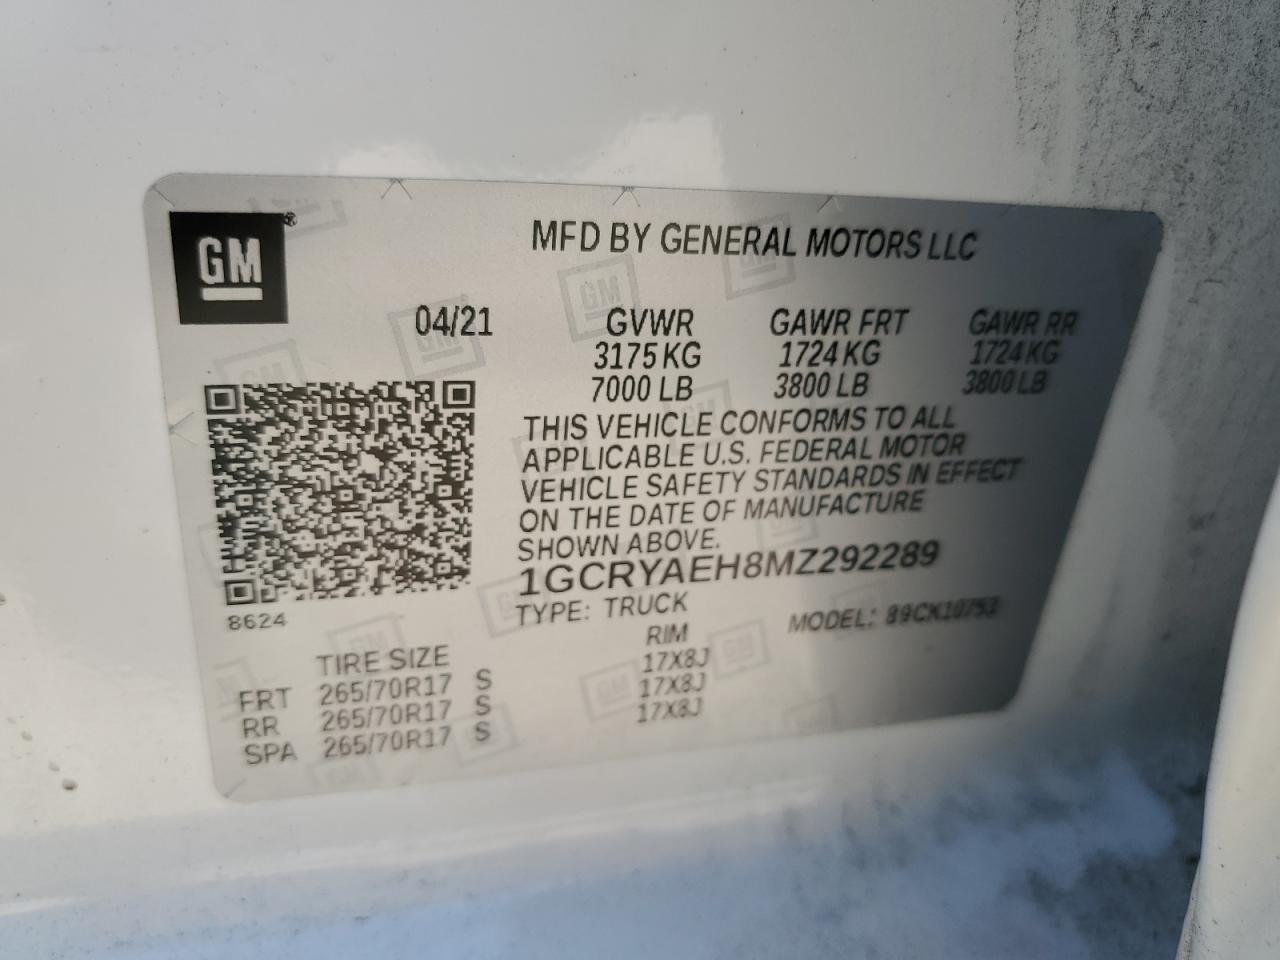 GM
MFD BY GENERAL MOTORS LLC
04/21 GVWR GAWR FRT GAWR RR
3175 KG 1724 KG 1724 KG
7000 LB 3800 LB 3800 LB
THIS VEHICLE CONFORMS TO ALL
APPLICABLE U.S. FEDERAL MOTOR
VEHICLE SAFETY STANDARDS IN EFFECT
ON THE DATE OF MANUFACTURE
SHOWN ABOVE.
1GCRYAEH8MZ292289
TYPE: TRUCK MODEL:
8624
TIRE SIZE RIM
FRT 265/70R17 S 17X8J
RR 265/70R17 S 17X8J
SPA 265/70R17 S 17X8J